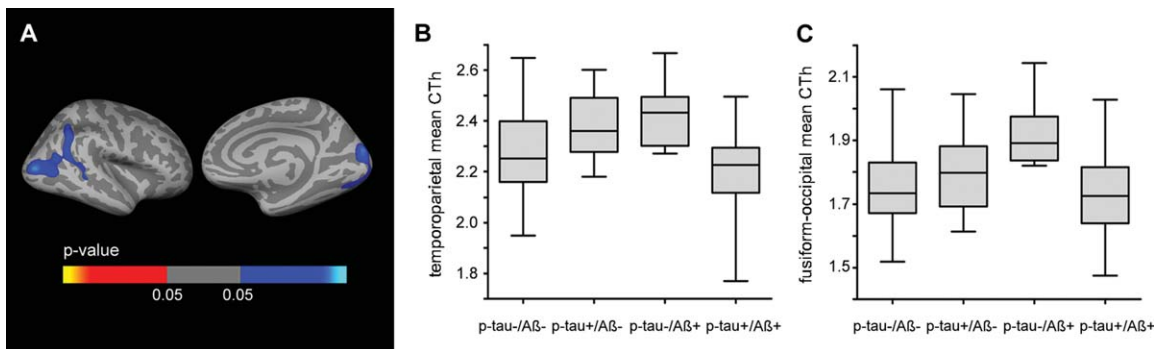 A
p-value
0.05 0.05
B
temporoparietal mean CTh
2.6
2.4
2.2
2.0
1.8
p-tau-/Aß- p-tau+/Aß- p-tau-/Aß+ p-tau+/Aß+
C
fusiform-occipital mean CTh
2.1
1.9
1.7
1.5
p-tau-/Aß- p-tau+/Aß- p-tau-/Aß+ p-tau+/Aß+